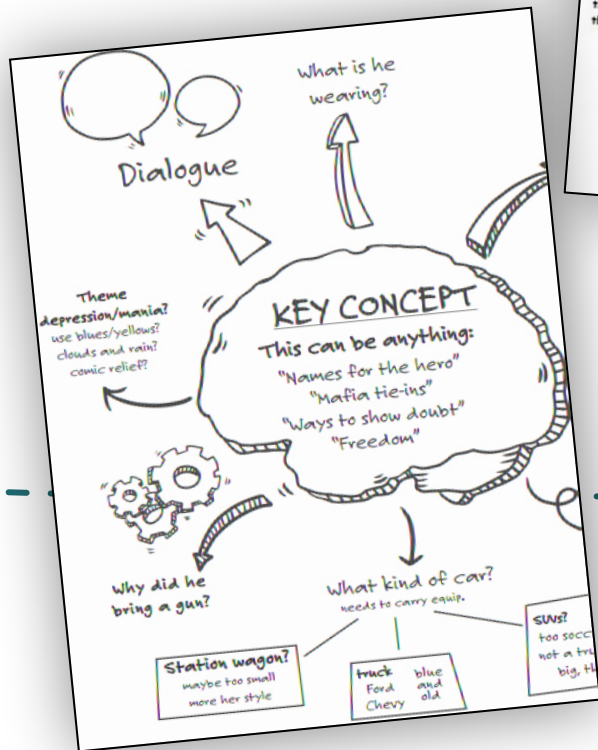 What is he
wearing?
Dialogue
KEY CONCEPT
This can be anything:
"Names for the hero"
"Mafia tie-ins"
"Ways to show doubt"
"Freedom"
Theme
depression/mania?
use blues/yellows?
clouds and rain?
comic relief?
Why did he
bring a gun?
What kind of car?
needs to carry equip.
Station wagon?
maybe too small
more her style
truck
Ford
Chevy
blue
and
old
SUVs?
too
not a
big,